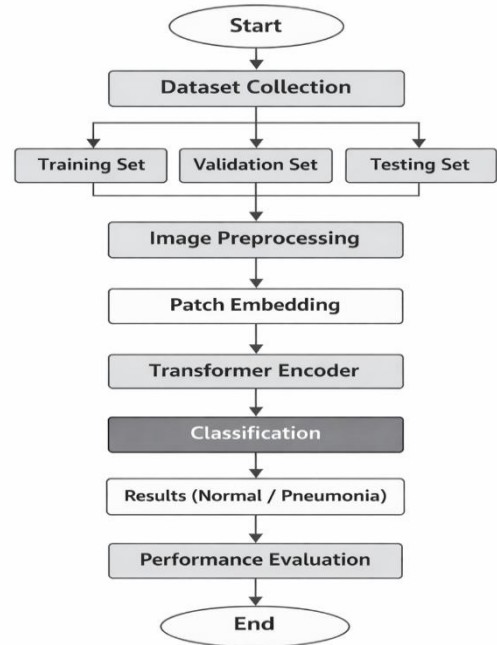 Start
Dataset Collection
Training Set
Validation Set
Testing Set
Image Preprocessing
Patch Embedding
Transformer Encoder
Classification
Results (Normal / Pneumonia)
Performance Evaluation
End